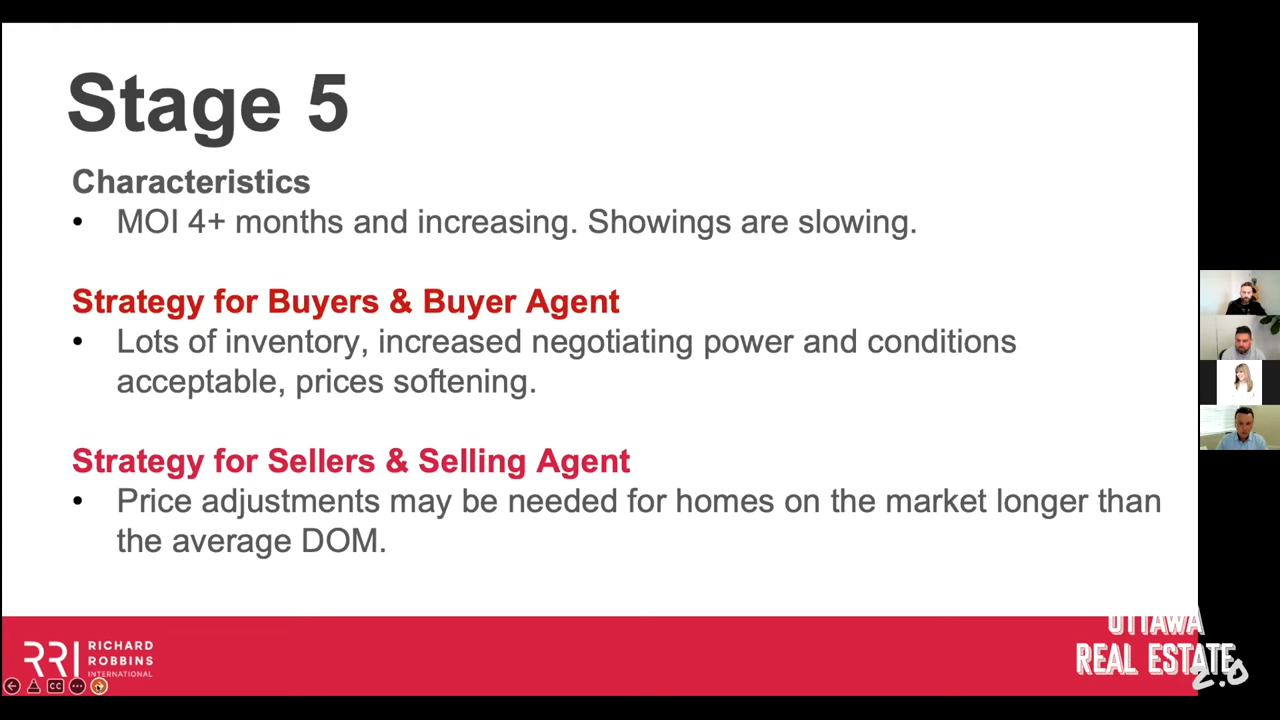 Stage 5
Characteristics
• MOI 4+ months and increasing. Showings are slowing.
Strategy for Buyers & Buyer Agent
• Lots of inventory, increased negotiating power and conditions
acceptable, prices softening.
Strategy for Sellers & Selling Agent
• Price adjustments may be needed for homes on the market longer than
the average DOM.
RRI
RICHARD
ROBBINS
INTERNATIONAL
CC
OTTAWA
REAL ESTATE
2.0